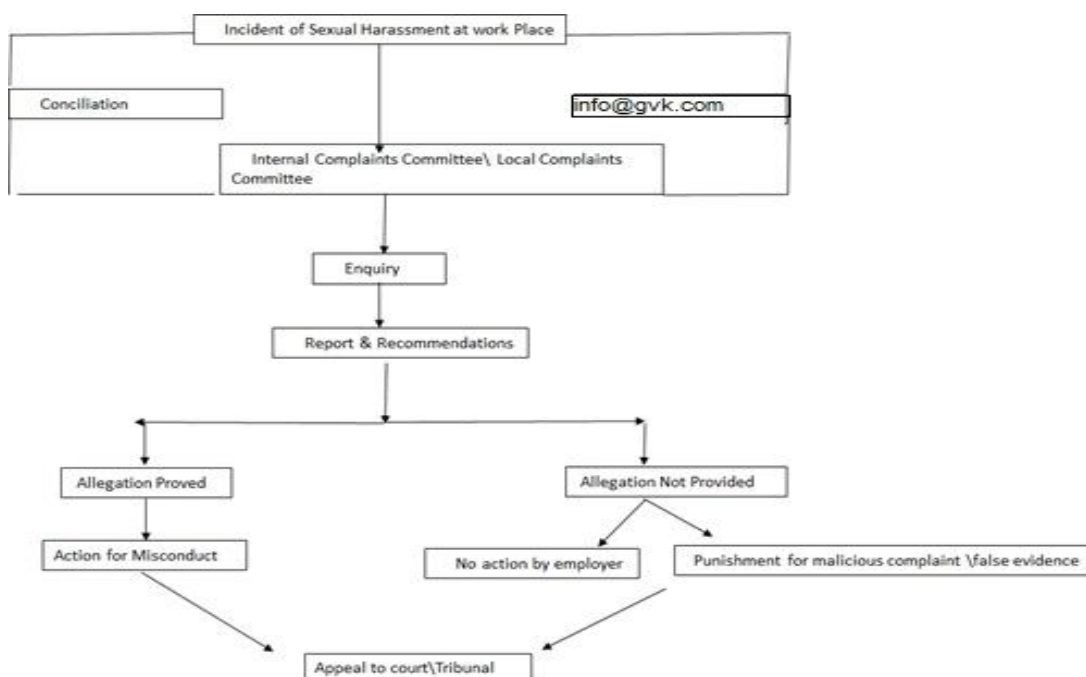 Incident of Sexual Harassment at work Place
Conciliation
info@gvk.com
Internal Complaints Committee\ Local Complaints
Committee
Enquiry
Report & Recommendations
Allegation Proved
Allegation Not Provided
Action for Misconduct
No action by employer
Punishment for malicious complaint \false evidence
Appeal to court\Tribunal